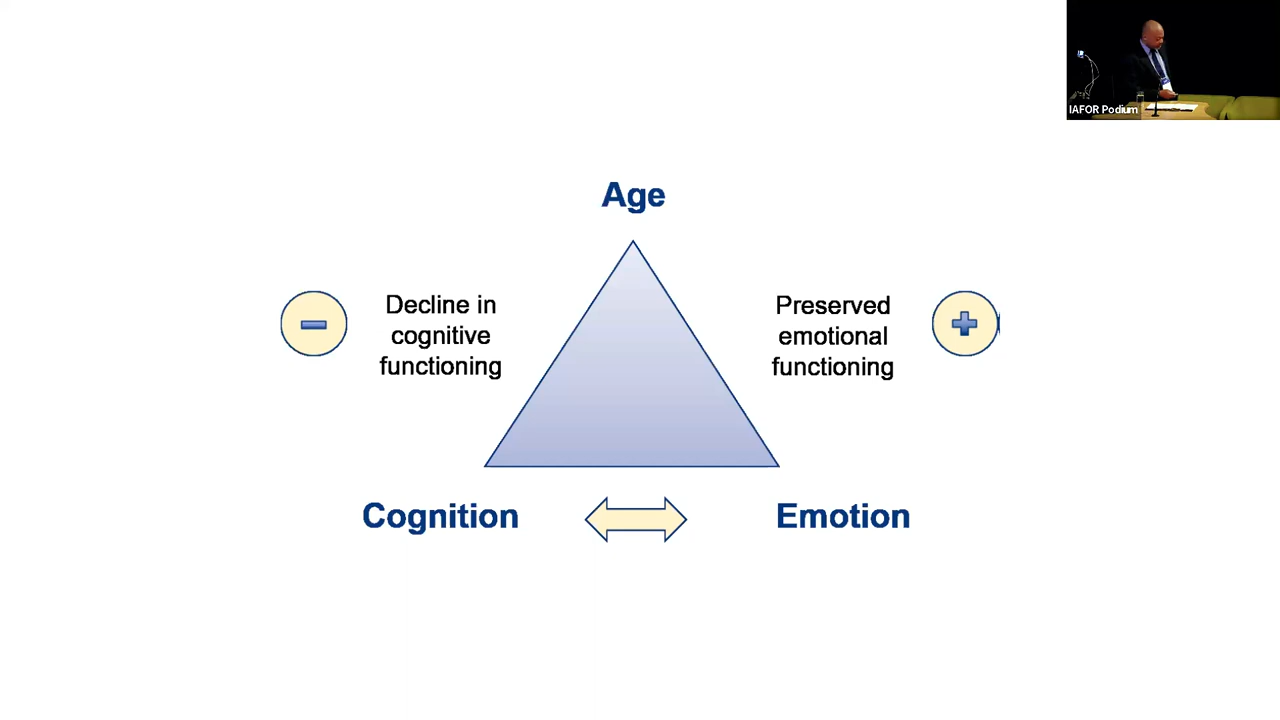 IAFOR Podium
Age
Decline in
cognitive
functioning
Preserved
emotional
functioning
Cognition
Emotion